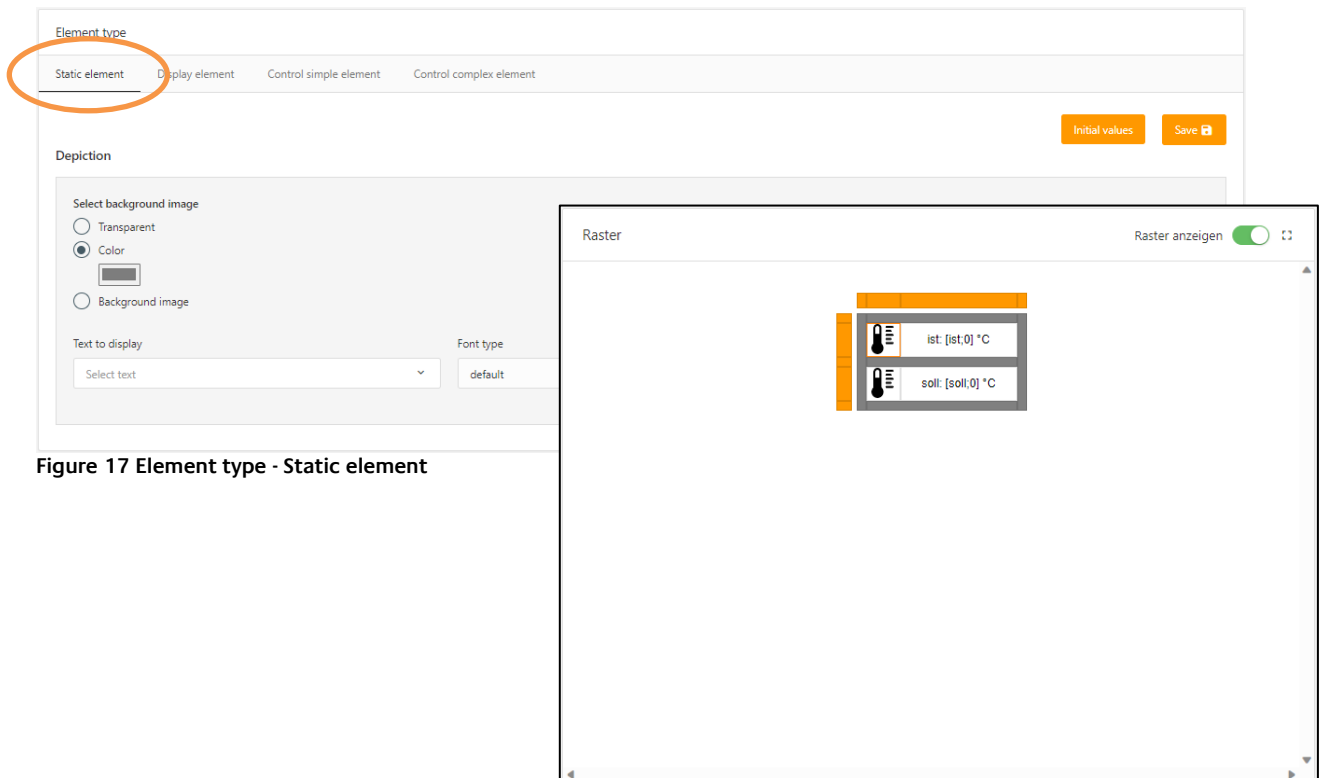 Element type
Static element Display element Control simple element Control complex element
Initial values Save
Depiction
Select background image
Transparent
Color
Background image
Text to display Font type
Select text default
Raster Raster anzeigen
ist: [ist;0] °C
soll: [soll;0] °C
Figure 17 Element type - Static element